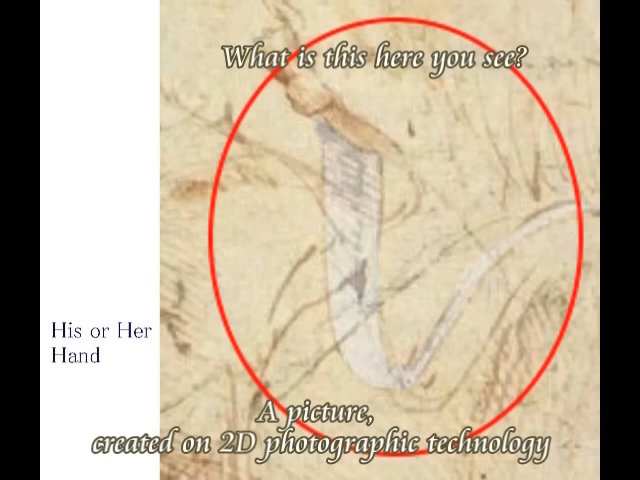 What is this here you see?
His or Her
Hand
A picture,
created on 2D photographic technology